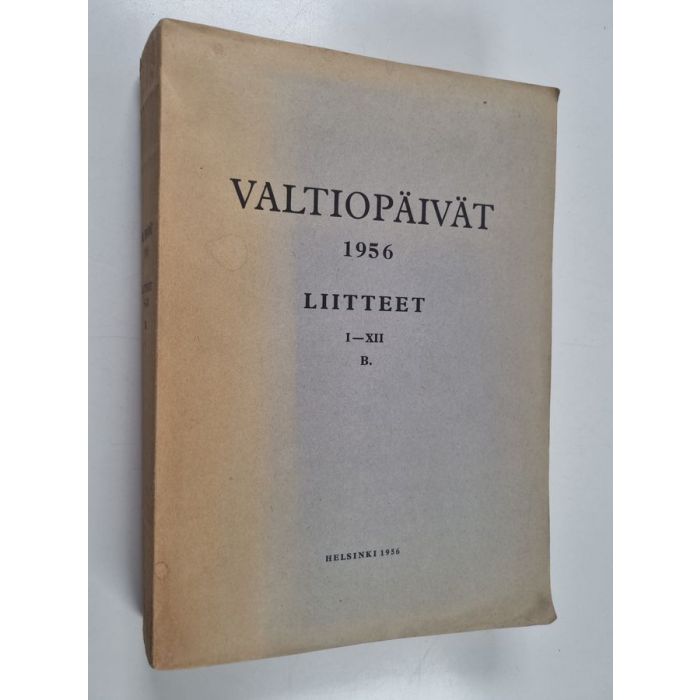 VALTIOPÄIVÄT
1956
LIITTEET
I—XII
B.
HELSINKI 1956